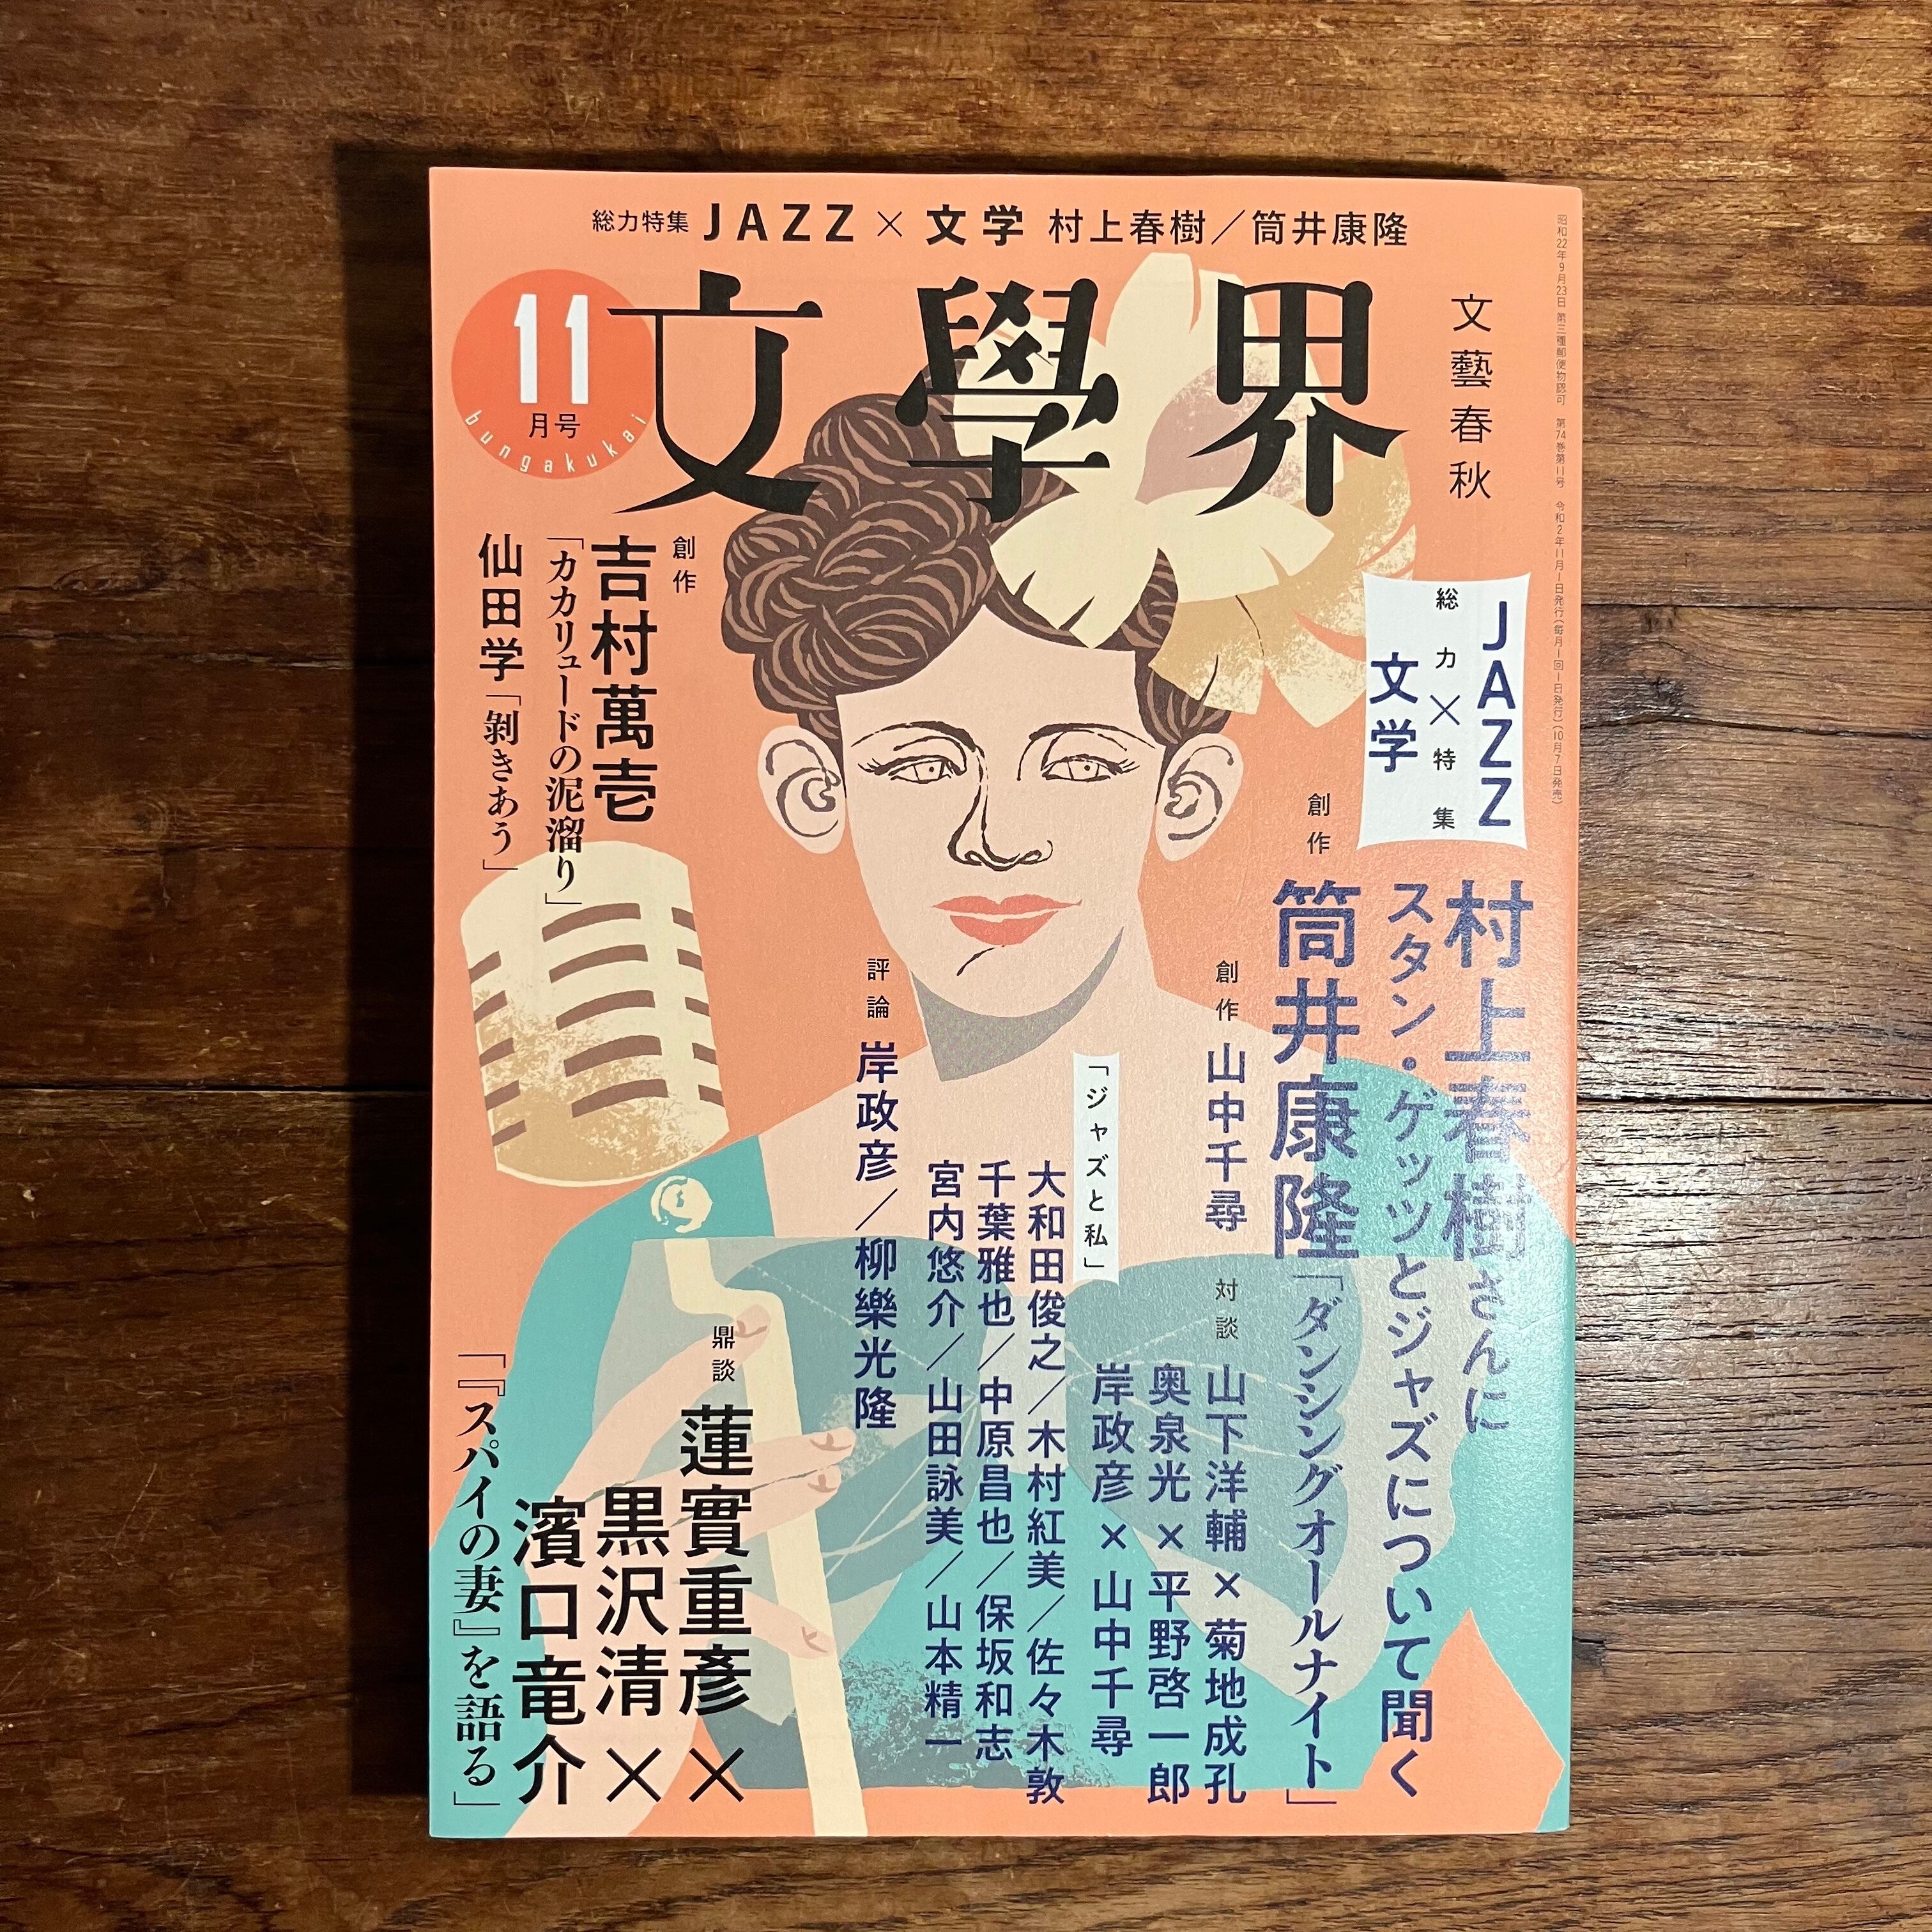 総力特集 JAZZ×文学 村上春樹／筒井康隆
文學界
11
月号
bungakukai
文藝春秋
昭和22年9月23日 第三種郵便物認可 第74巻第11号 令和2年11月1日発行（毎月1回1日発行）（10月7日発売）
JAZZ
×
文学
総力特集
村上春樹さんに
スタン・ゲッツとジャズについて聞く
創作
筒井康隆「ダンシングオールナイト」
創作 山中千尋
対談 山下洋輔×菊地成孔
奥泉光×平野啓一郎
岸政彦×山中千尋
「ジャズと私」
大和田俊之／木村紅美／佐々木敦
千葉雅也／中原昌也／保坂和志
宮内悠介／山田詠美／山本精一
評論 岸政彦／柳樂光隆
創作
吉村萬壱
「カカリュードの泥溜り」
仙田学「剝きあう」
鼎談 蓮實重彥×
黒沢清×
濱口竜介
「『スパイの妻』を語る」